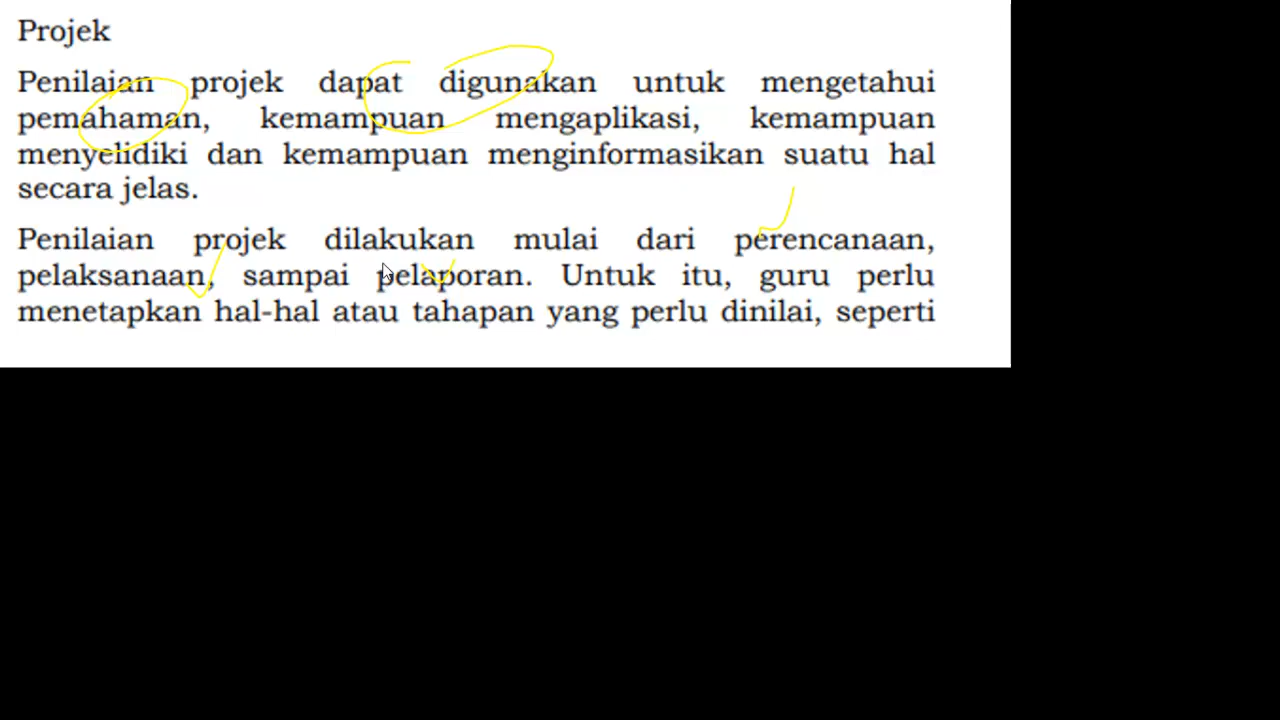 Projek
Penilaian projek dapat digunakan untuk mengetahui
pemahaman, kemampuan mengaplikasi, kemampuan
menyelidiki dan kemampuan menginformasikan suatu hal
secara jelas.
Penilaian projek dilakukan mulai dari perencanaan,
pelaksanaan, sampai pelaporan. Untuk itu, guru perlu
menetapkan hal-hal atau tahapan yang perlu dinilai, seperti